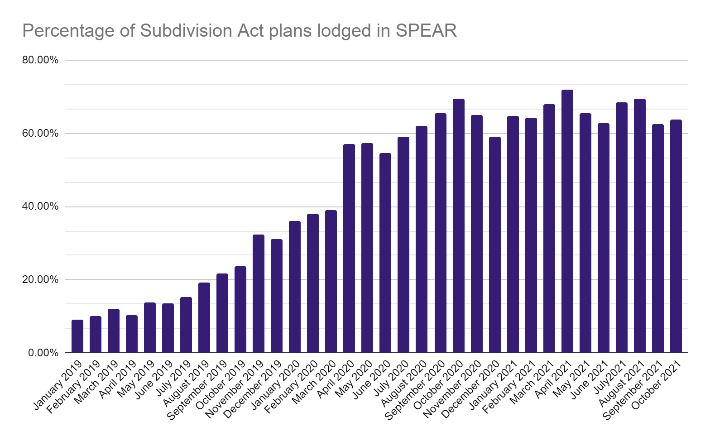 Percentage of Subdivision Act plans lodged in SPEAR
80.00%
60.00%
40.00%
20.00%
0.00%
January 2019
February 2019
March 2019
April 2019
May 2019
June 2019
July 2019
August 2019
September 2019
October 2019
November 2019
December 2019
January 2020
February 2020
March 2020
April 2020
May 2020
June 2020
July 2020
August 2020
September 2020
October 2020
November 2020
December 2020
January 2021
February 2021
March 2021
April 2021
May 2021
June 2021
July2021
August 2021
September 2021
October 2021